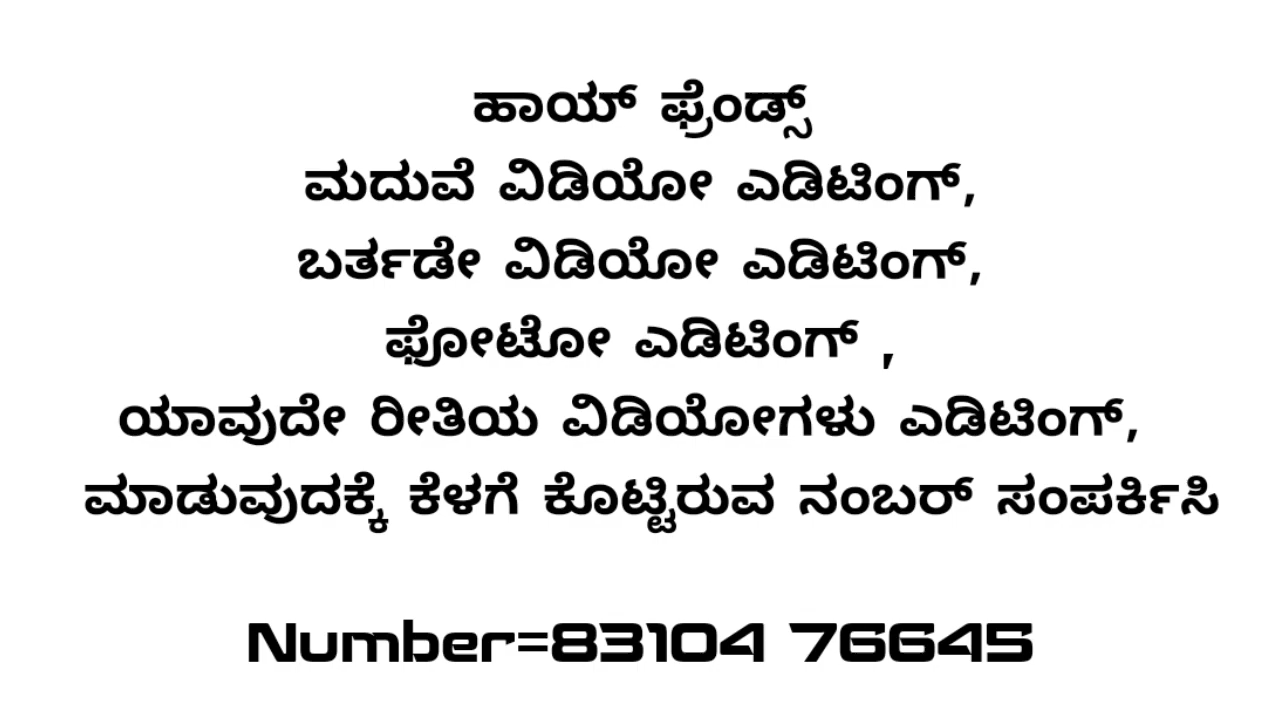 ಹಾಯ್ ಫ್ರೆಂಡ್ಸ್
ಮದುವೆ ವಿಡಿಯೋ ಎಡಿಟಿಂಗ್,
ಬರ್ತಡೇ ವಿಡಿಯೋ ಎಡಿಟಿಂಗ್,
ಫೋಟೋ ಎಡಿಟಿಂಗ್ ,
ಯಾವುದೇ ರೀತಿಯ ವಿಡಿಯೋಗಳು ಎಡಿಟಿಂಗ್,
ಮಾಡುವುದಕ್ಕೆ ಕೆಳಗೆ ಕೊಟ್ಟಿರುವ ನಂಬರ್ ಸಂಪರ್ಕಿಸಿ
Number=83104 76645